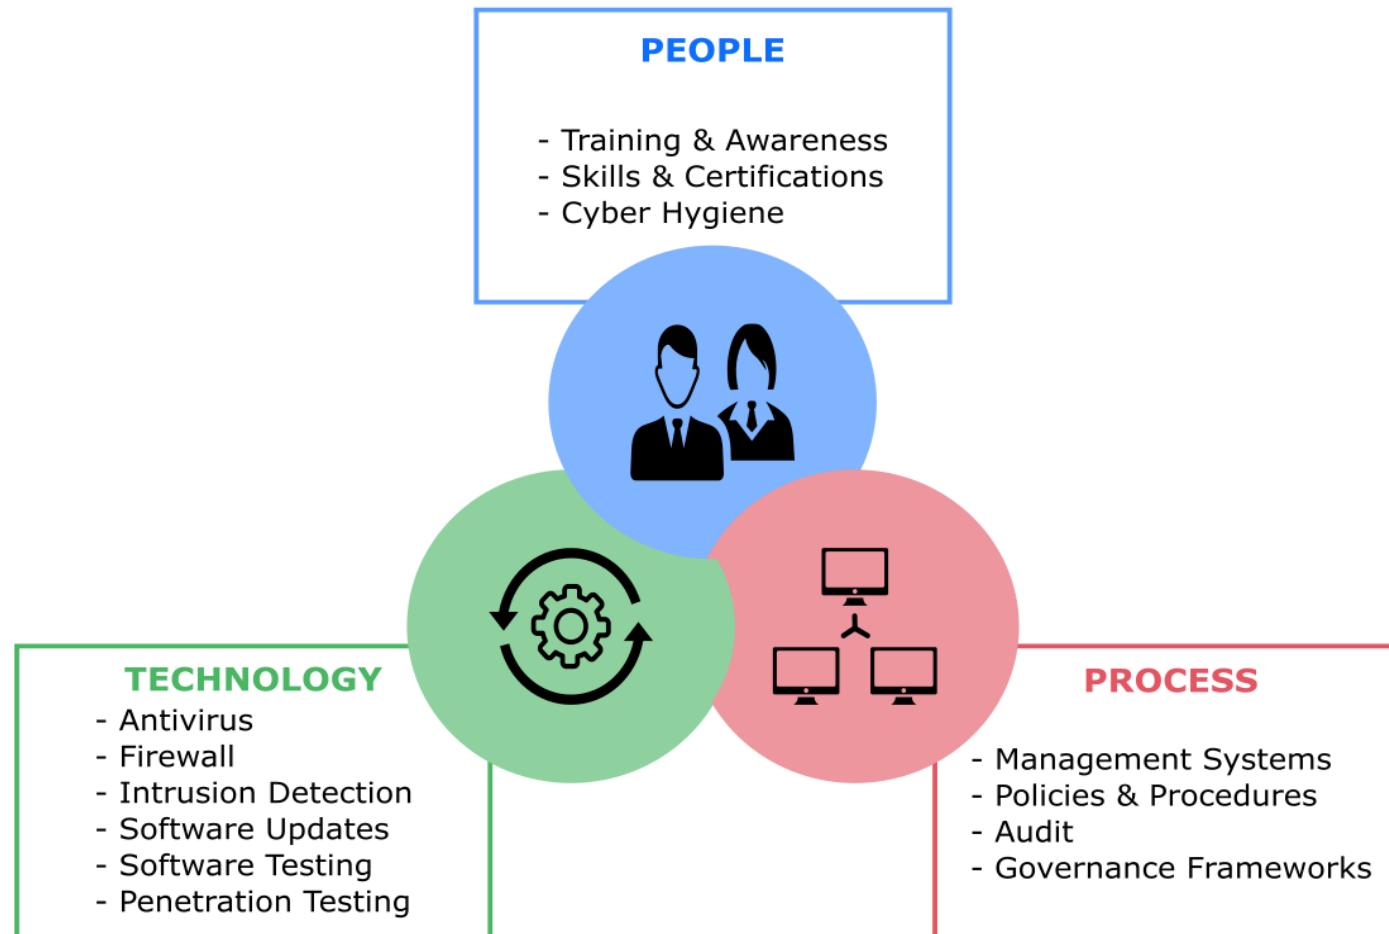 PEOPLE
- Training & Awareness
- Skills & Certifications
- Cyber Hygiene
TECHNOLOGY
- Antivirus
- Firewall
- Intrusion Detection
- Software Updates
- Software Testing
- Penetration Testing
PROCESS
- Management Systems
- Policies & Procedures
- Audit
- Governance Frameworks